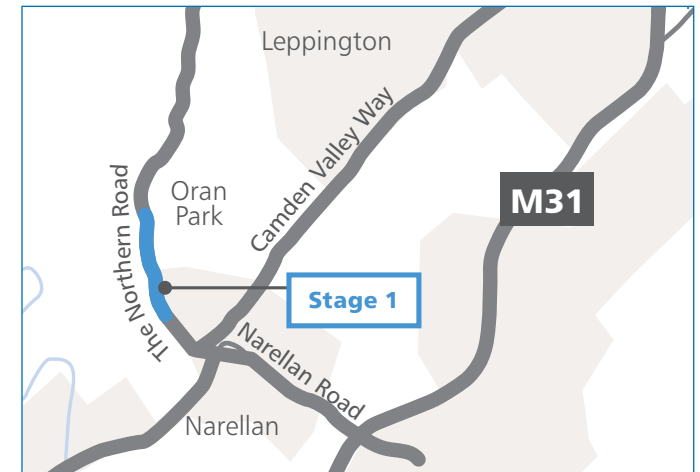 Leppington
Camden Valley Way
Oran
Park
M31
The Northern Road
Stage 1
Narellan Road
Narellan